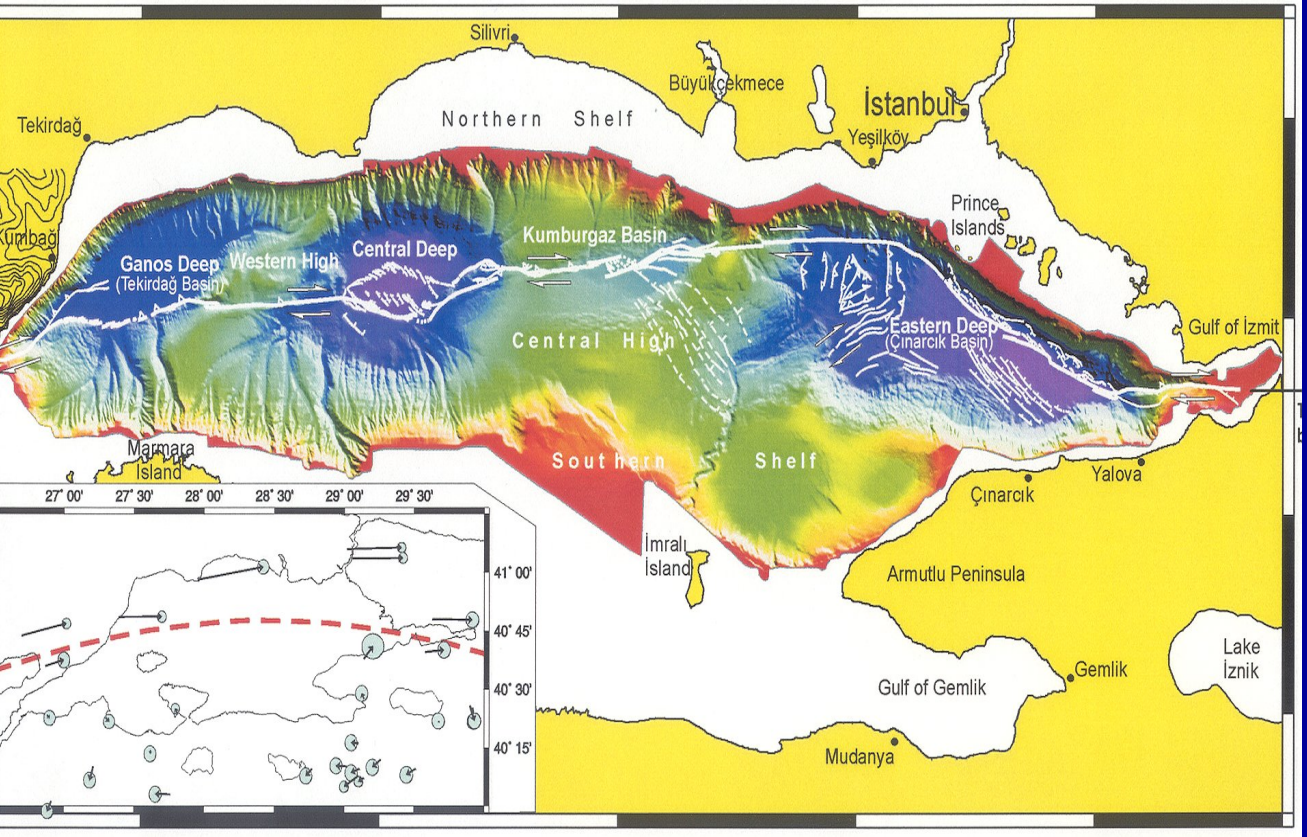 Silivri
Büyükçekmece
İstanbul
Northern Shelf
Tekirdağ
Yeşilköy
Prince
Islands
Kumbağ
Kumburgaz Basin
Central Deep
Ganos Deep
(Tekirdağ Basin)
Western High
Eastern Deep
(Çınarcık Basin)
Gulf of İzmit
Central High
Marmara
Island
Southern Shelf
Yalova
Çınarcık
27° 00' 27° 30' 28° 00' 28° 30' 29° 00' 29° 30'
İmralı
Island
41° 00'
Armutlu Peninsula
40° 45'
Lake
İznik
Gemlik
40° 30'
Gulf of Gemlik
40° 15'
Mudanya